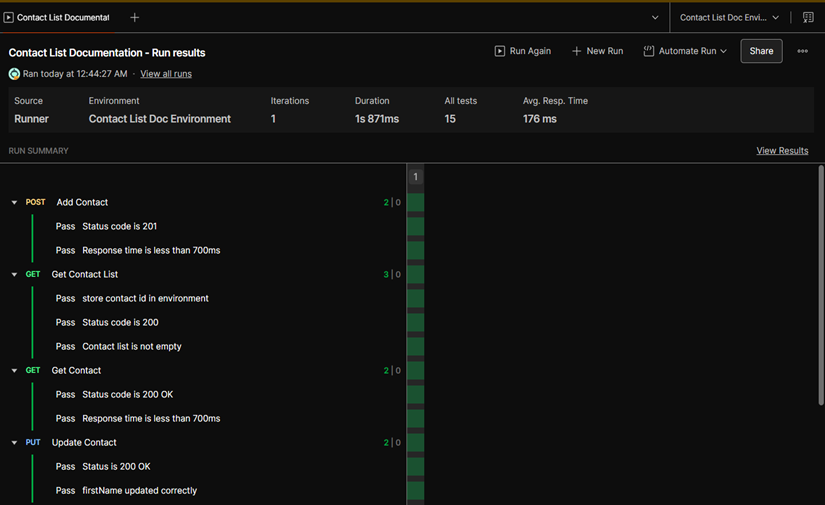 Contact List Documentat
Contact List Doc Envi...
Contact List Documentation - Run results
Run Again
New Run
Automate Run
Share
Ran today at 12:44:27 AM · View all runs
Source Environment Iterations Duration All tests Avg. Resp. Time
Runner Contact List Doc Environment 1 1s 871ms 15 176 ms
RUN SUMMARY View Results
1
POST Add Contact 2 | 0
Pass Status code is 201
Pass Response time is less than 700ms
GET Get Contact List 3 | 0
Pass store contact id in environment
Pass Status code is 200
Pass Contact list is not empty
GET Get Contact 2 | 0
Pass Status code is 200 OK
Pass Response time is less than 700ms
PUT Update Contact 2 | 0
Pass Status is 200 OK
Pass firstName updated correctly